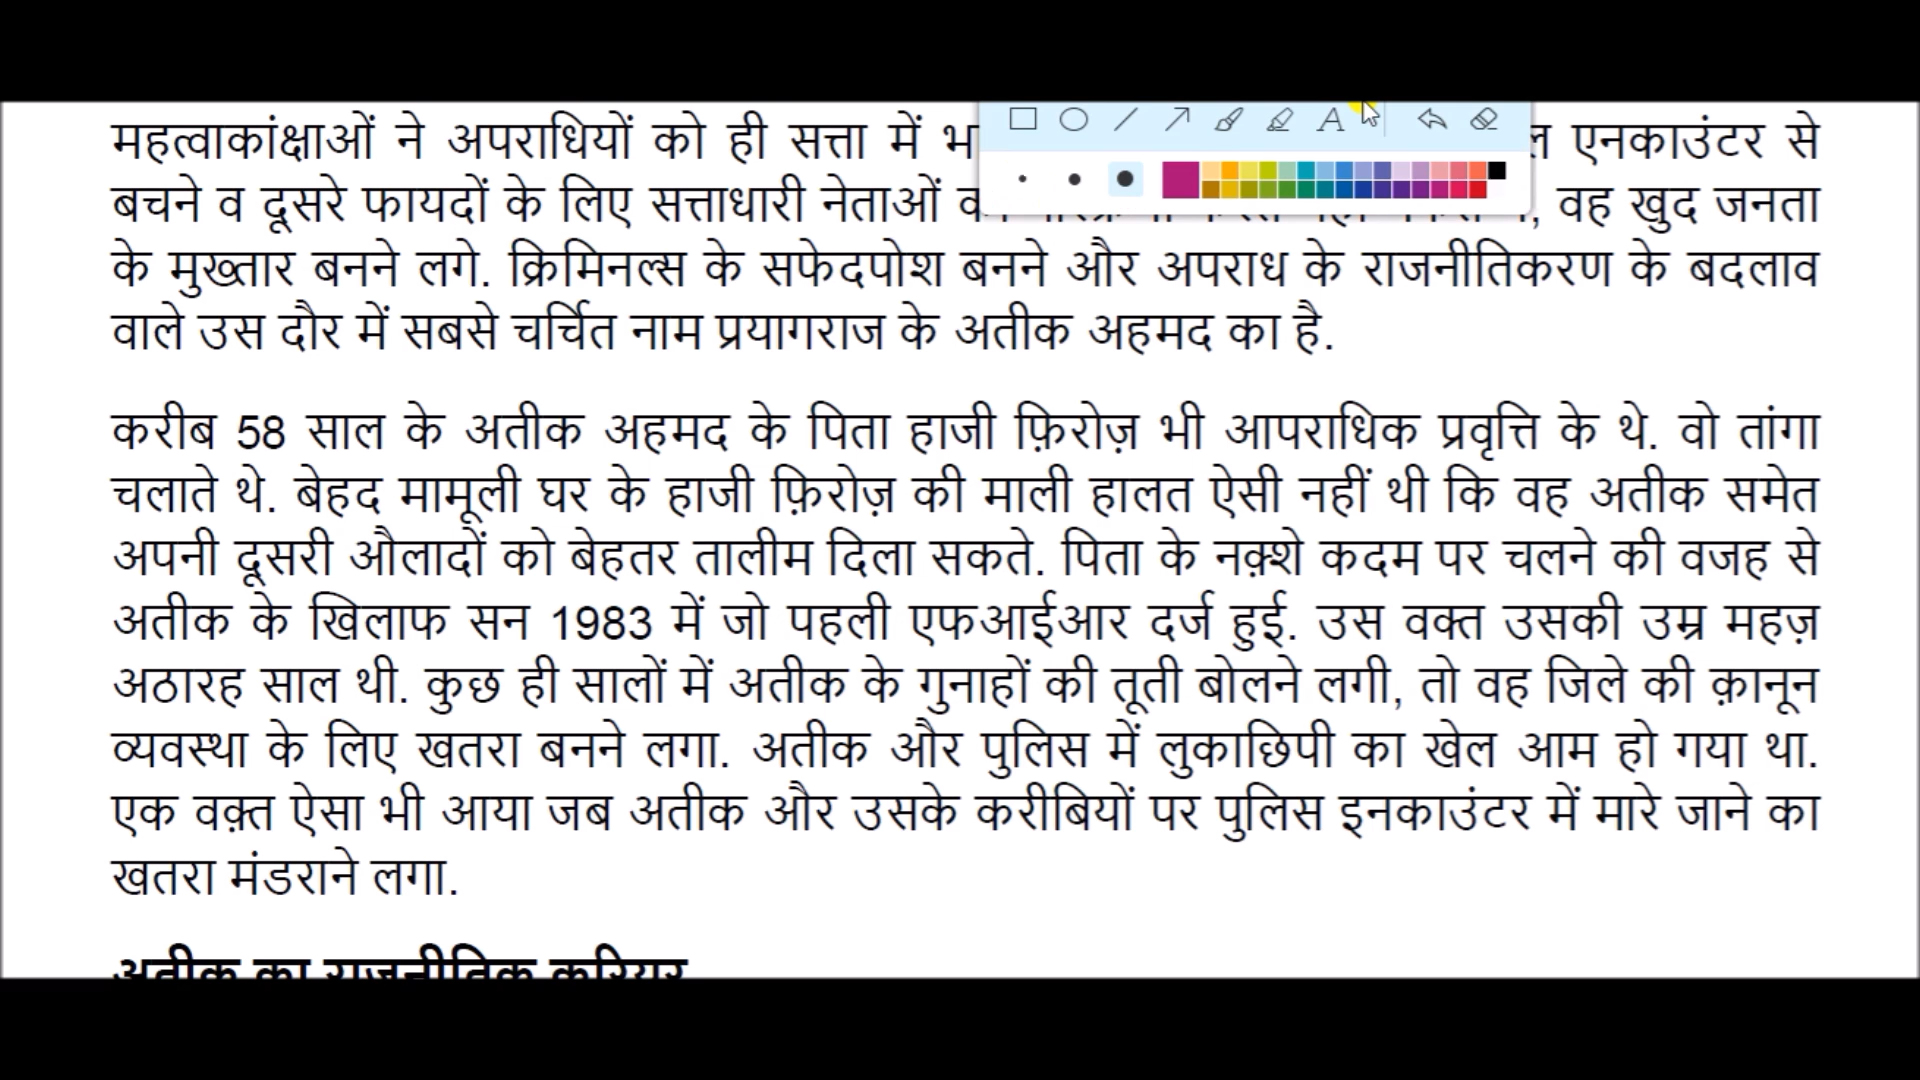 महत्वाकांक्षाओं ने अपराधियों को ही सत्ता में एनकाउंटर से
बचने व दूसरे फायदों के लिए सत्ताधारी नेताओं वह खुद जनता
के मुख्तार बनने लगे. क्रिमिनल्स के सफेदपोश बनने और अपराध के राजनीतिकरण के बदलाव
वाले उस दौर में सबसे चर्चित नाम प्रयागराज के अतीक अहमद का है.
करीब 58 साल के अतीक अहमद के पिता हाजी फ़िरोज़ भी आपराधिक प्रवृत्ति के थे. वो तांगा
चलाते थे. बेहद मामूली घर के हाजी फ़िरोज़ की माली हालत ऐसी नहीं थी कि वह अतीक समेत
अपनी दूसरी औलादों को बेहतर तालीम दिला सकते. पिता के नक़्शे कदम पर चलने की वजह से
अतीक के खिलाफ सन 1983 में जो पहली एफआईआर दर्ज हुई. उस वक्त उसकी उम्र महज़
अठारह साल थी. कुछ ही सालों में अतीक के गुनाहों की तूती बोलने लगी, तो वह जिले की क़ानून
व्यवस्था के लिए खतरा बनने लगा. अतीक और पुलिस में लुकाछिपी का खेल आम हो गया था.
एक वक़्त ऐसा भी आया जब अतीक और उसके करीबियों पर पुलिस इनकाउंटर में मारे जाने का
खतरा मंडराने लगा.
अतीक का राजनीतिक करियर